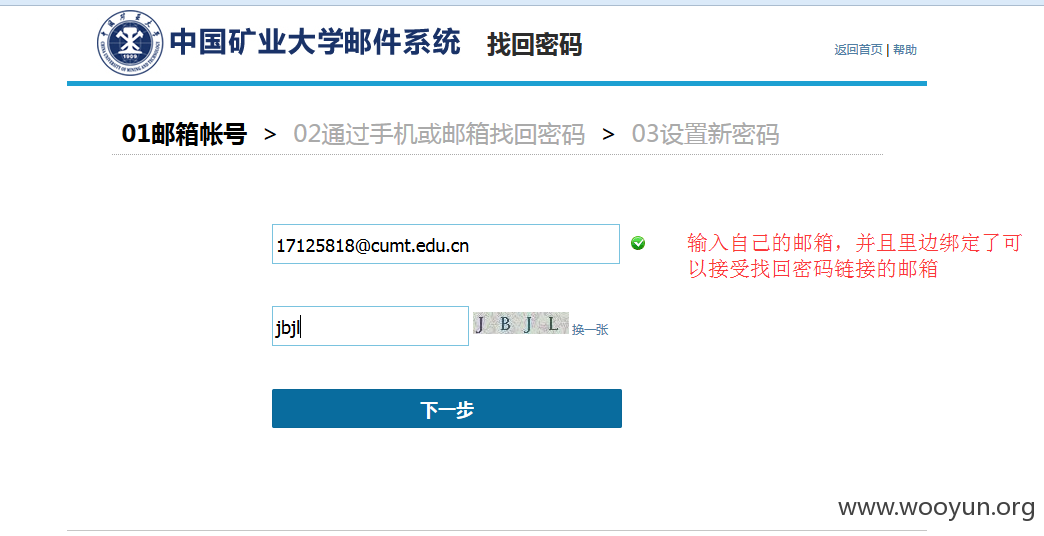 中国矿业大学邮件系统 找回密码
返回首页 | 帮助
01邮箱帐号 > 02通过手机或邮箱找回密码 > 03设置新密码
17125818@cumt.edu.cn
输入自己的邮箱，并且里边绑定了可
以接受找回密码链接的邮箱
jbjl J B J L 换一张
下一步
www.wooyun.org